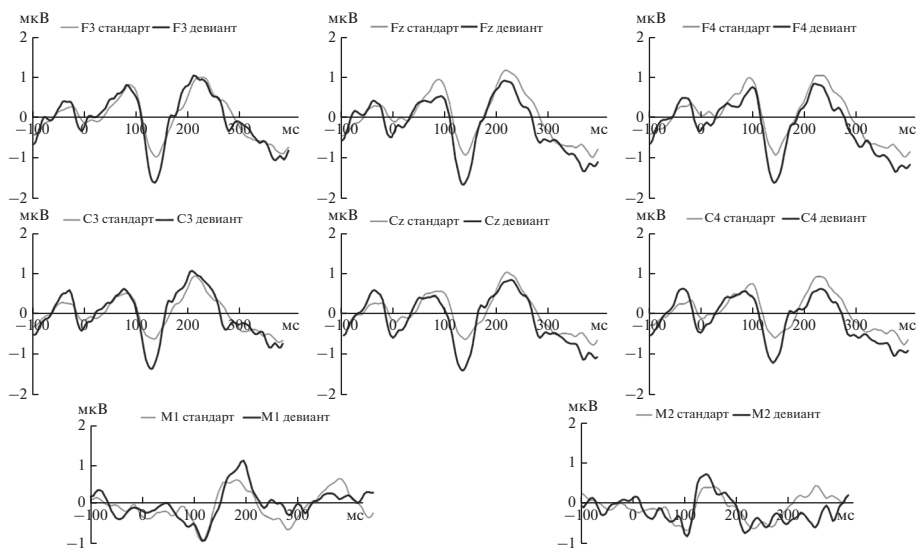 мкВ
F3 стандарт F3 девиант
2
1
0
−100 0 100 200 300
мс
−1
−2
мкВ
Fz стандарт Fz девиант
2
1
0
−100 0 100 200 300
мс
−1
−2
мкВ
F4 стандарт F4 девиант
2
1
0
−100 0 100 200 300
мс
−1
−2
мкВ
C3 стандарт C3 девиант
2
1
0
−100 0 100 200 300
мс
−1
−2
мкВ
Cz стандарт Cz девиант
2
1
0
−100 0 100 200 300
мс
−1
−2
мкВ
C4 стандарт C4 девиант
2
1
0
−100 0 100 200 300
мс
−1
−2
мкВ
M1 стандарт M1 девиант
2
1
0
−100 0 100 200 300
мс
−1
мкВ
M2 стандарт M2 девиант
2
1
0
−100 0 100 200 300
мс
−1